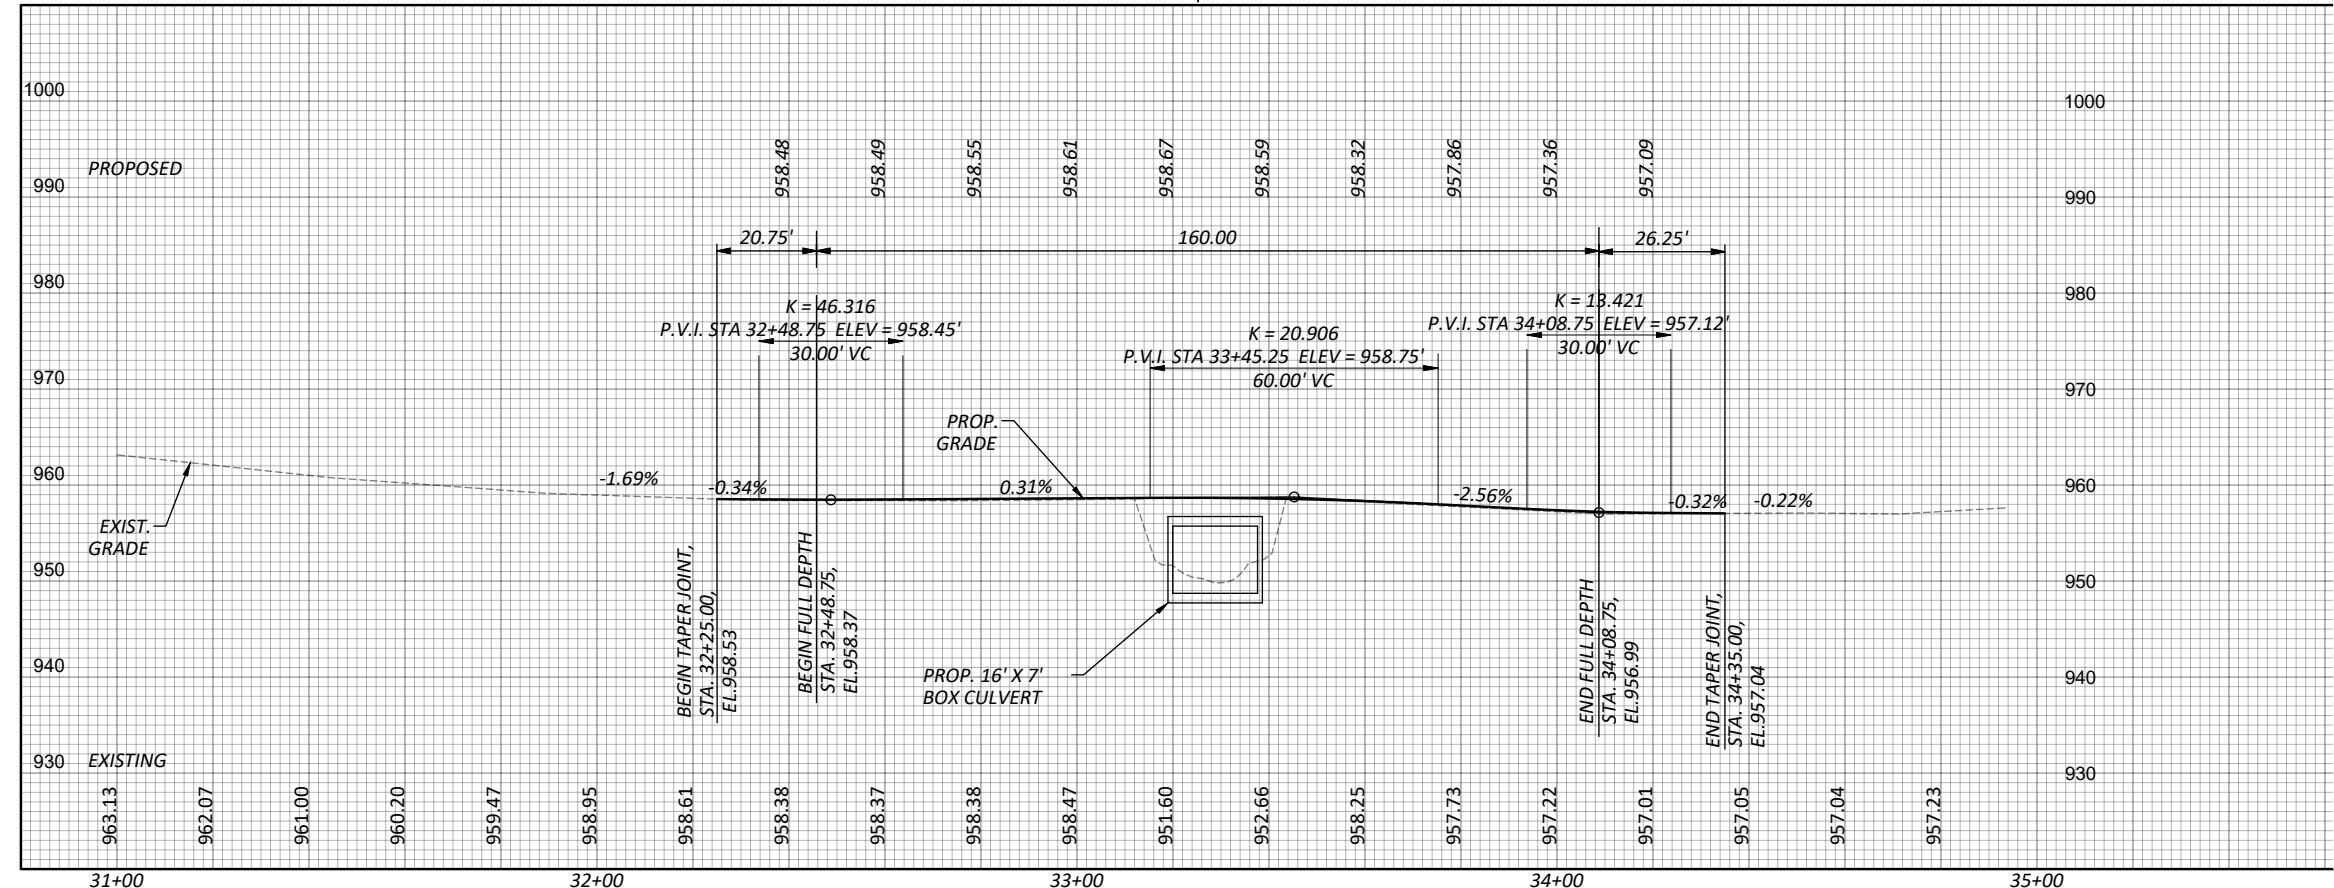 1000
990
980
970
960
950
940
930
1000
990
980
970
960
950
940
930
PROPOSED
958.48
958.49
958.55
958.61
958.67
958.59
958.32
957.86
957.36
957.09
20.75'
160.00
26.25'
K = 46.316
P.V.I. STA 32+48.75 ELEV = 958.45'
30.00' VC
K = 20.906
P.V.I. STA 33+45.25 ELEV = 958.75'
60.00' VC
K = 13.421
P.V.I. STA 34+08.75 ELEV = 957.12'
30.00' VC
PROP.
GRADE
-1.69%
-0.34%
0.31%
-2.56%
-0.32%
-0.22%
EXIST.
GRADE
BEGIN TAPER JOINT,
STA. 32+25.00,
EL.958.53
BEGIN FULL DEPTH
STA. 32+48.75,
EL.958.37
PROP. 16' X 7'
BOX CULVERT
END FULL DEPTH
STA. 34+08.75,
EL.956.99
END TAPER JOINT,
STA. 34+35.00,
EL.957.04
EXISTING
963.13
962.07
961.00
960.20
959.47
958.95
958.61
958.38
958.37
958.38
958.47
951.60
952.66
958.25
957.73
957.22
957.01
957.05
957.04
957.23
31+00
32+00
33+00
34+00
35+00